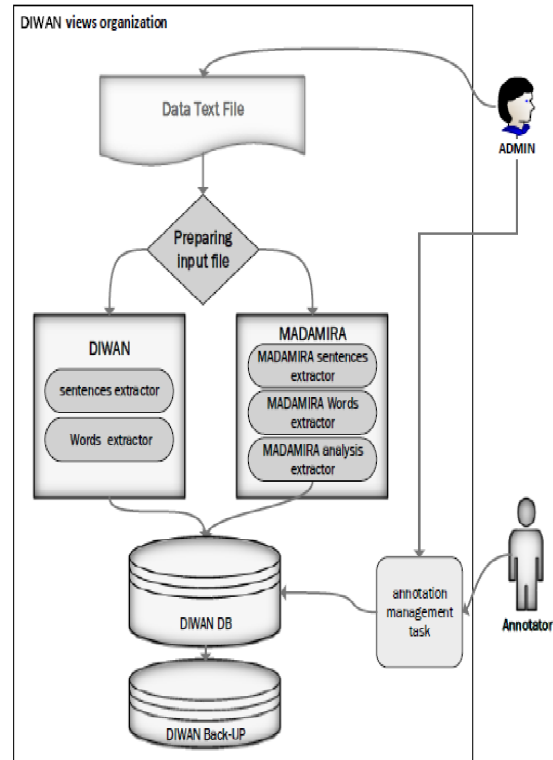 DIWAN views organization
Data Text File
ADMIN
Preparing
input file
DIWAN
sentences extractor
Words extractor
MADAMIRA
MADAMIRA sentences
extractor
MADAMIRA Words
extractor
MADAMIRA analysis
extractor
DIWAN DB
annotation
management
task
Annotator
DIWAN Back-UP